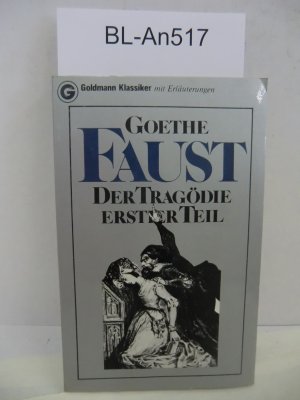 BL-An517
G Goldmann Klassiker mit Erläuterungen
GOETHE
FAUST
DER TRAGÖDIE
ERSTER TEIL